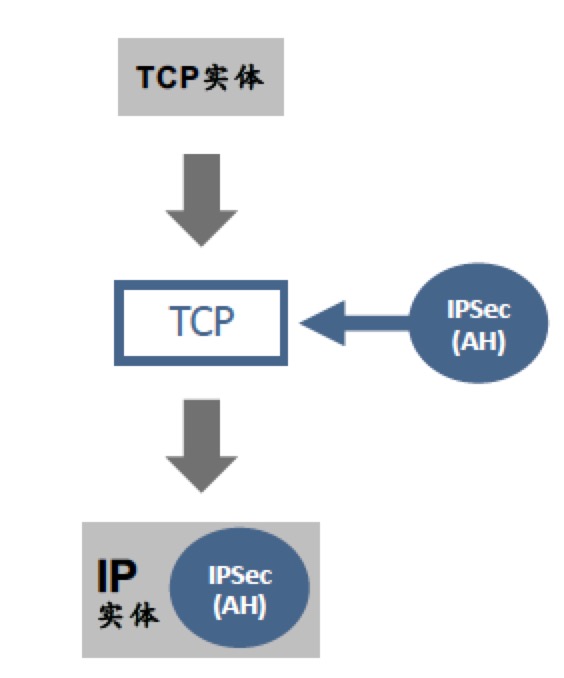 TCP实体
TCP
IPSec
(AH)
IP
实体
IPSec
(AH)